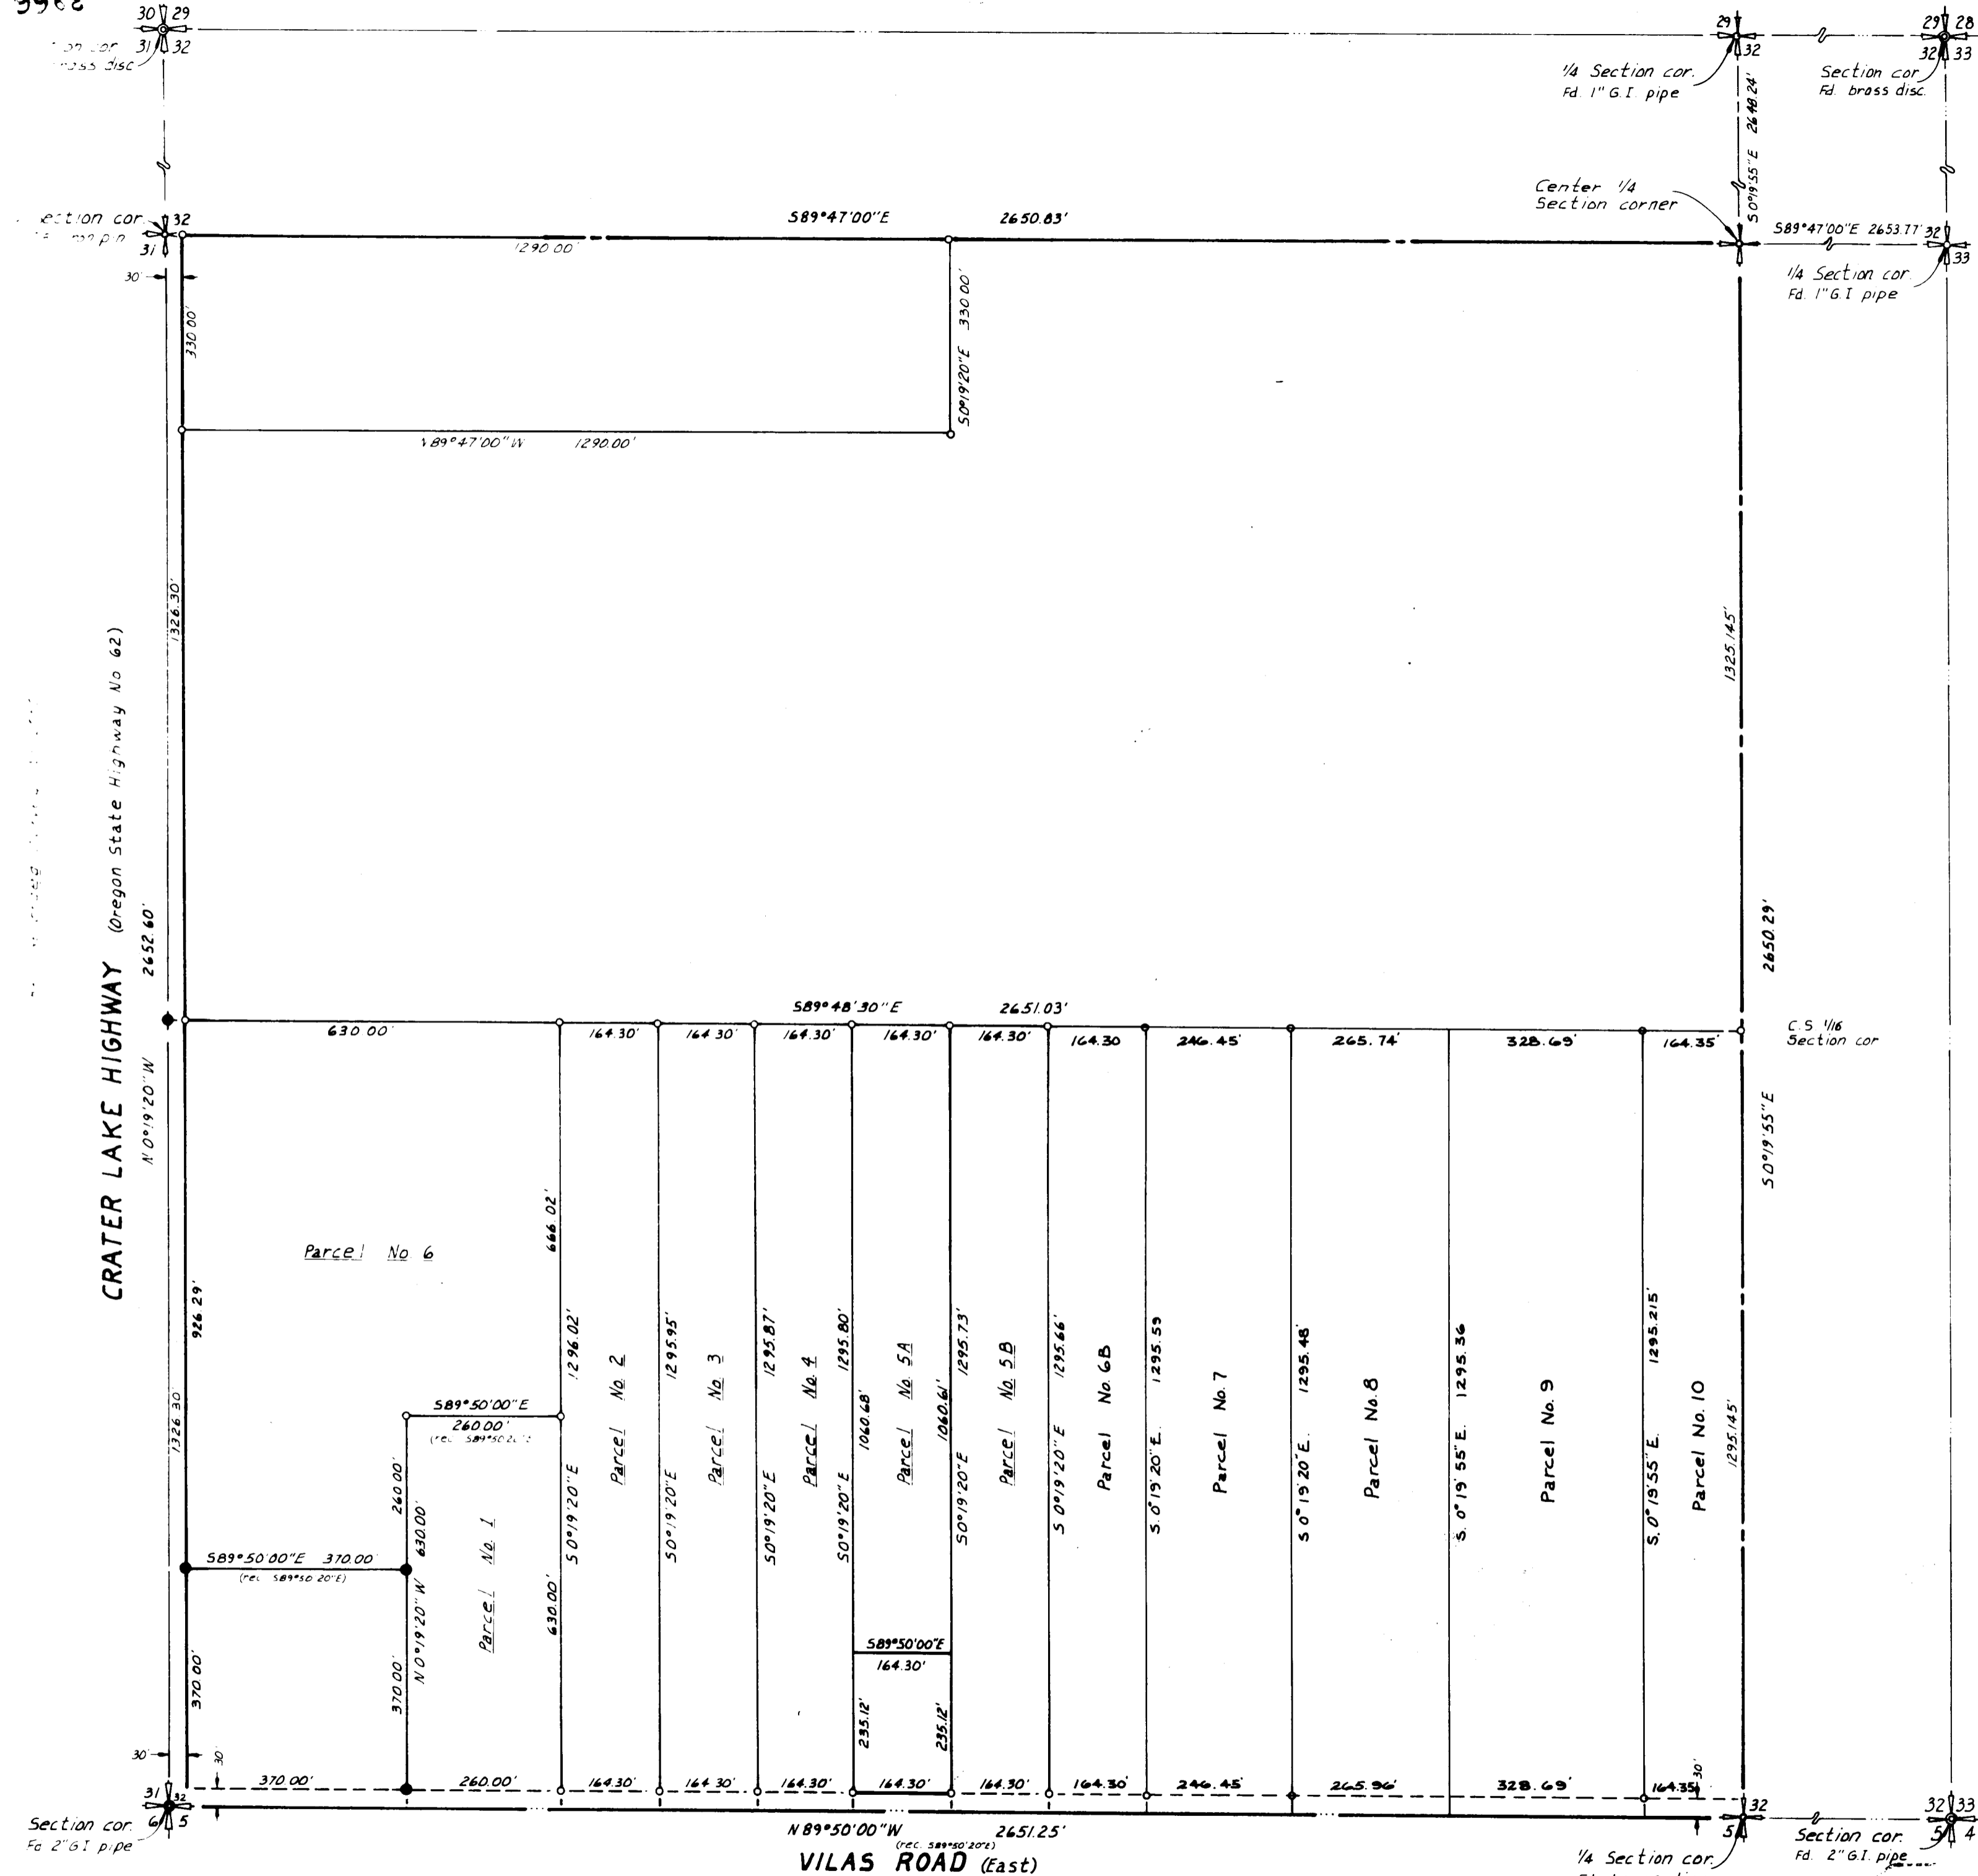 30 29
31 32
29
32
29 28
32 33
1/4 Section cor.
Fd. 1" G.I. pipe
Section cor
Fd. brass disc.
S0°19'55"E 2648.24'
Center 1/4
Section corner
32
31
S89°47'00"E 2650.83'
1290.00'
S89°47'00"E 2653.77'
32
33
1/4 Section cor.
Fd. 1" G.I pipe
30'
330 00'
S0°19'20"E 330 00'
N89°47'00"W 1290.00'
1326.30'
1325.145'
CRATER LAKE HIGHWAY (Oregon State Highway No 62)
2652.60'
N 0°19'20"W
2650.29'
S89°48'30"E 2651.03'
630 00'
164.30'
164.30'
164.30'
164.30'
164.30'
164.30
246.45'
265.74'
328.69'
164.35'
C.S 1/16
Section cor
S0°19'55"E
Parcel No 6
666.02'
926.29'
1326 30'
1296.02'
Parcel No. 2
1295.95'
Parcel No. 3
1295.87'
Parcel No. 4
1295.80'
1060.68'
Parcel No. 5A
1060.61'
1295.73'
Parcel No. 5B
1295.66'
Parcel No. 6B
1295.59
Parcel No. 7
1295.48'
Parcel No. 8
1295.36
Parcel No. 9
1295.215'
Parcel No. 10
1295.145'
S89°50'00"E
260.00'
260.00'
630.00'
Parcel No. 1
S0°19'20"E
S0°19'20"E
S0°19'20"E
S0°19'20"E
S0°19'20"E
S 0°19'20"E
S. 0°19'20"E.
S 0°19'20"E.
S. 0°19'55"E.
S. 0°19'55"E.
S89°50'00"E 370.00'
(rec. S89°50'20"E)
N 0°19'20"W
630.00'
370.00'
370.00'
S89°50'00"E
164.30'
235.12'
235.12'
30'
30'
370.00'
260.00'
164.30'
164 30'
164.30'
164.30'
164.30'
164.30'
246.45'
265.96'
328.69'
164.35
30'
31 32
6 5
Section cor.
Fd 2" G.I pipe
N 89°50'00"W 2651.25'
(rec. S89°50'20"E)
VILAS ROAD (East)
32
5
1/4 Section cor.
32 33
5 4
Section cor.
Fd. 2" G.I. pipe